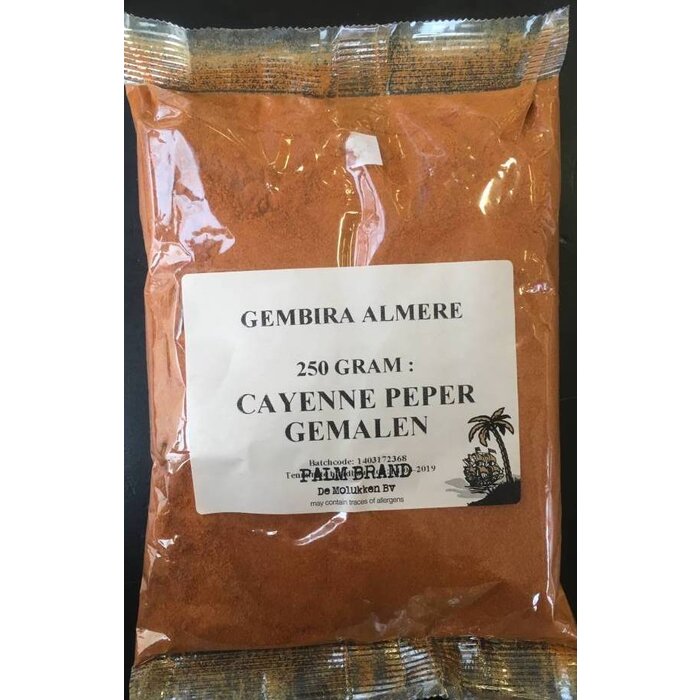 GEMBIRA ALMERE
250 GRAM :
CAYENNE PEPER
GEMALEN
Batchcode: 1403172368
-2019
PALM BRAND
De Molukken Bv
may contain traces of allergens